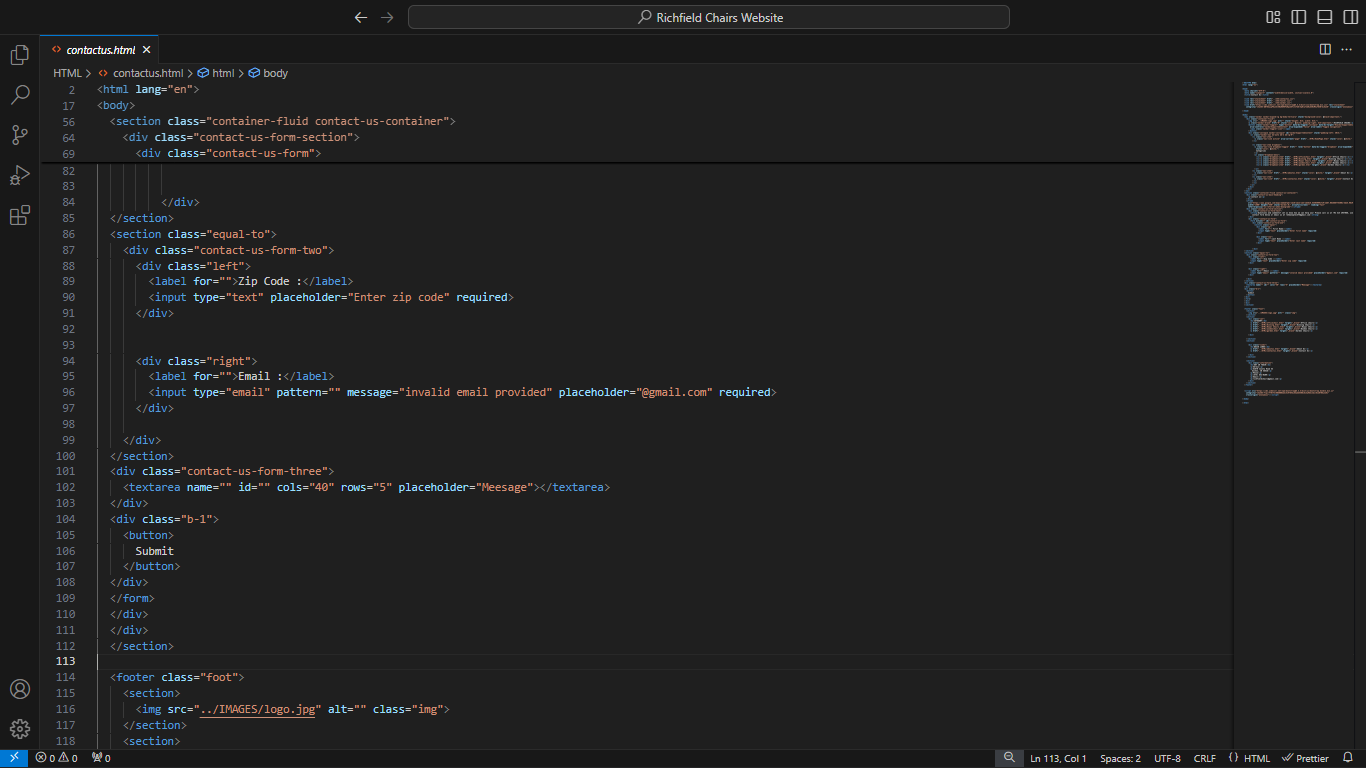 Richfield Chairs Website
contactus.html
HTML > contactus.html > html > body
2 <html lang="en">
17 <body>
56 <section class="container-fluid contact-us-container">
64 <div class="contact-us-form-section">
69 <div class="contact-us-form">
82
83
84 </div>
85 </section>
86 <section class="equal-to">
87 <div class="contact-us-form-two">
88 <div class="left">
89 <label for="">Zip Code :</label>
90 <input type="text" placeholder="Enter zip code" required>
91 </div>
92
93
94 <div class="right">
95 <label for="">Email :</label>
96 <input type="email" pattern="" message="invalid email provided" placeholder="@gmail.com" required>
97 </div>
98
99 </div>
100 </section>
101 <div class="contact-us-form-three">
102 <textarea name="" id="" cols="40" rows="5" placeholder="Meesage"></textarea>
103 </div>
104 <div class="b-1">
105 <button>
106 Submit
107 </button>
108 </div>
109 </form>
110 </div>
111 </div>
112 </section>
113
114 <footer class="foot">
115 <section>
116 <img src="../IMAGES/logo.jpg" alt="" class="img">
117 </section>
118 <section>
0 0 0 Ln 113, Col 1 Spaces: 2 UTF-8 CRLF {} HTML Prettier